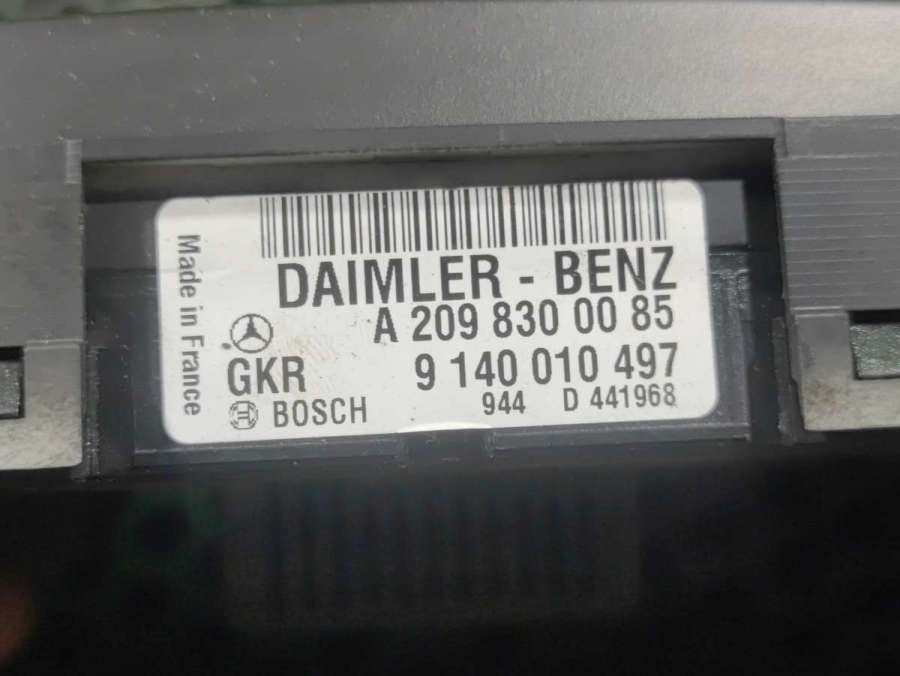 Made in France
DAIMLER - BENZ
A 209 830 00 85
GKR 9 140 010 497
BOSCH 944 D 441968